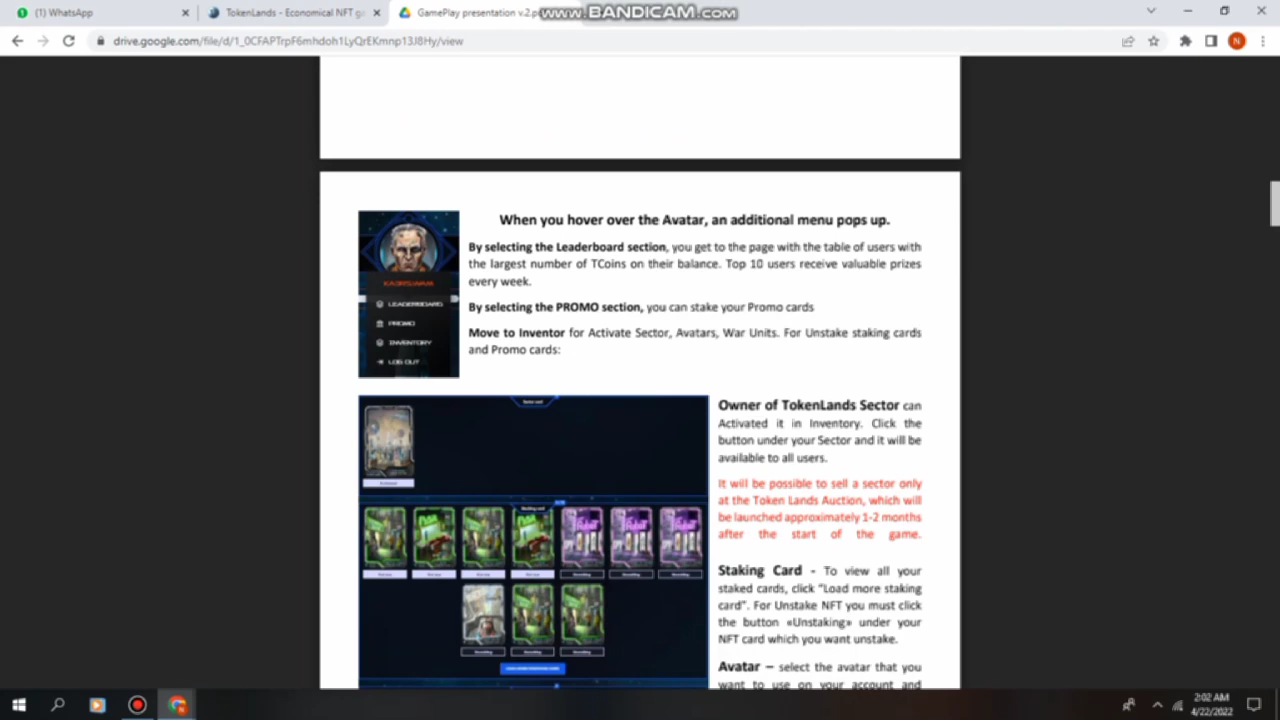 (1) WhatsApp
TokenLands - Economical NFT g
GamePlay presentation v.2.p
WWW.BANDICAM.COM
drive.google.com/file/d/1_0CFAPTrpF6mhdoh1LyQrEKmnp13J8Hy/view
N
When you hover over the Avatar, an additional menu pops up.
By selecting the Leaderboard section, you get to the page with the table of users with
the largest number of TCoins on their balance. Top 10 users receive valuable prizes
every week.
By selecting the PROMO section, you can stake your Promo cards
Move to Inventor for Activate Sector, Avatars, War Units. For Unstake staking cards
and Promo cards:
LEADERBOARD
PROMO
INVENTORY
LOG OUT
Owner of TokenLands Sector can
Activated it in Inventory. Click the
button under your Sector and it will be
available to all users.
It will be possible to sell a sector only
at the Token Lands Auction, which will
be launched approximately 1-2 months
after the start of the game.
Staking Card - To view all your
staked cards, click "Load more staking
card". For Unstake NFT you must click
the button «Unstaking» under your
NFT card which you want unstake.
Avatar – select the avatar that you
want to use on your account and
2:02 AM
4/22/2022